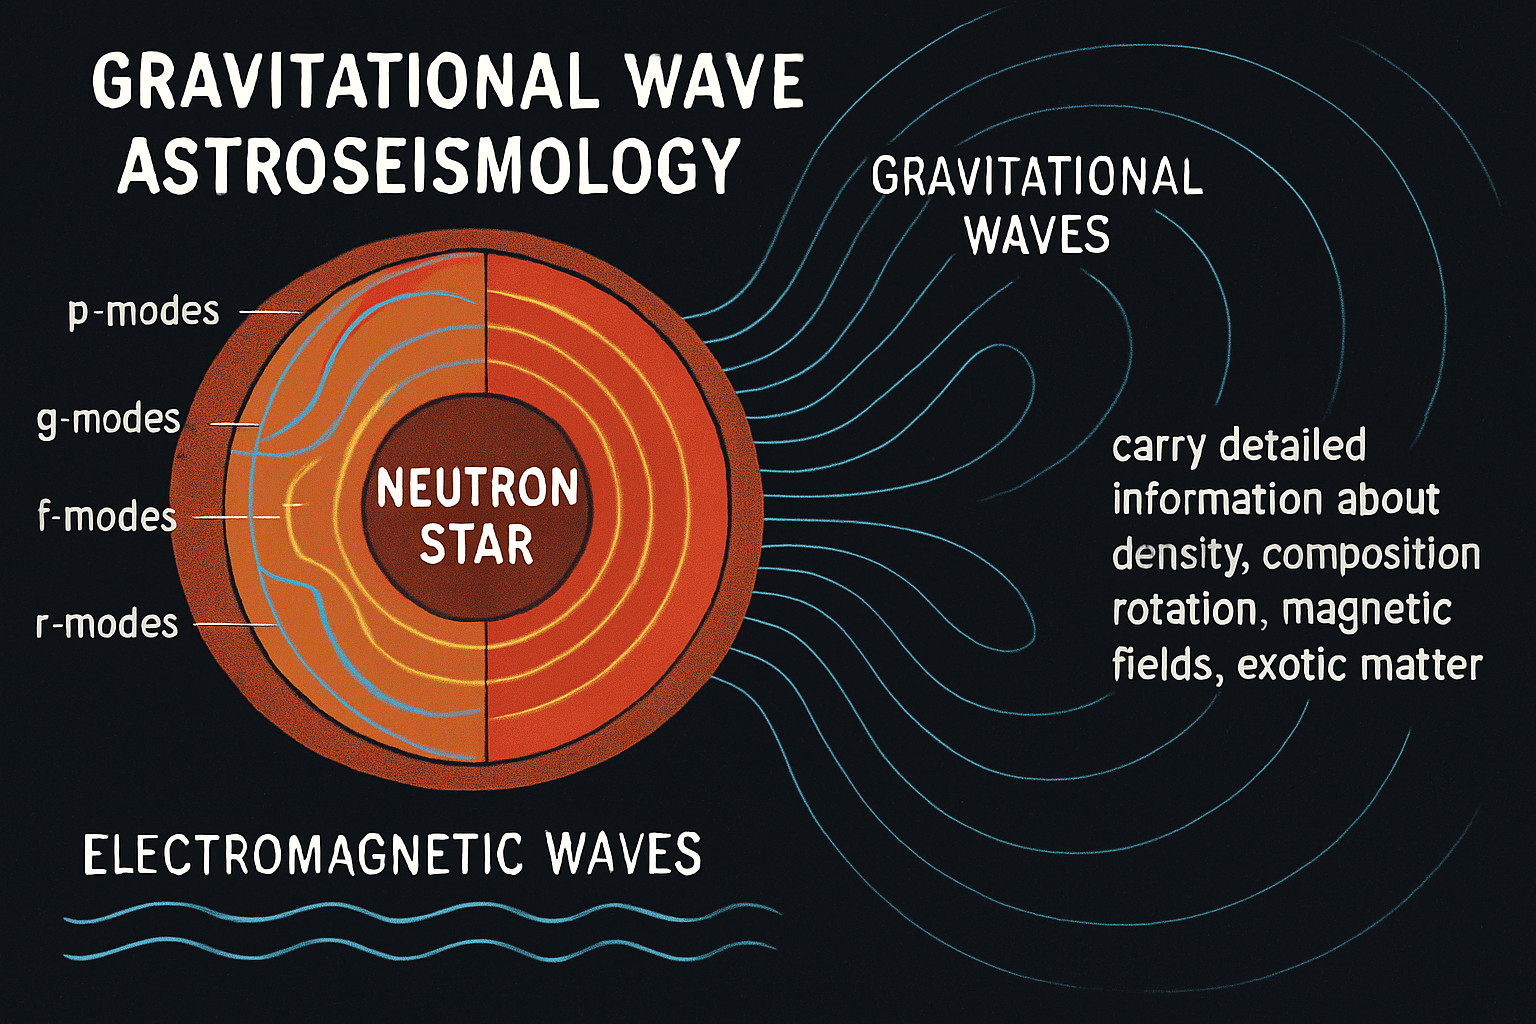 GRAVITATIONAL WAVE
ASTROSEISMOLOGY
GRAVITATIONAL
WAVES
p-modes
g-modes
f-modes
r-modes
NEUTRON
STAR
carry detailed
information about
density, composition
rotation, magnetic
fields, exotic matter
ELECTROMAGNETIC WAVES